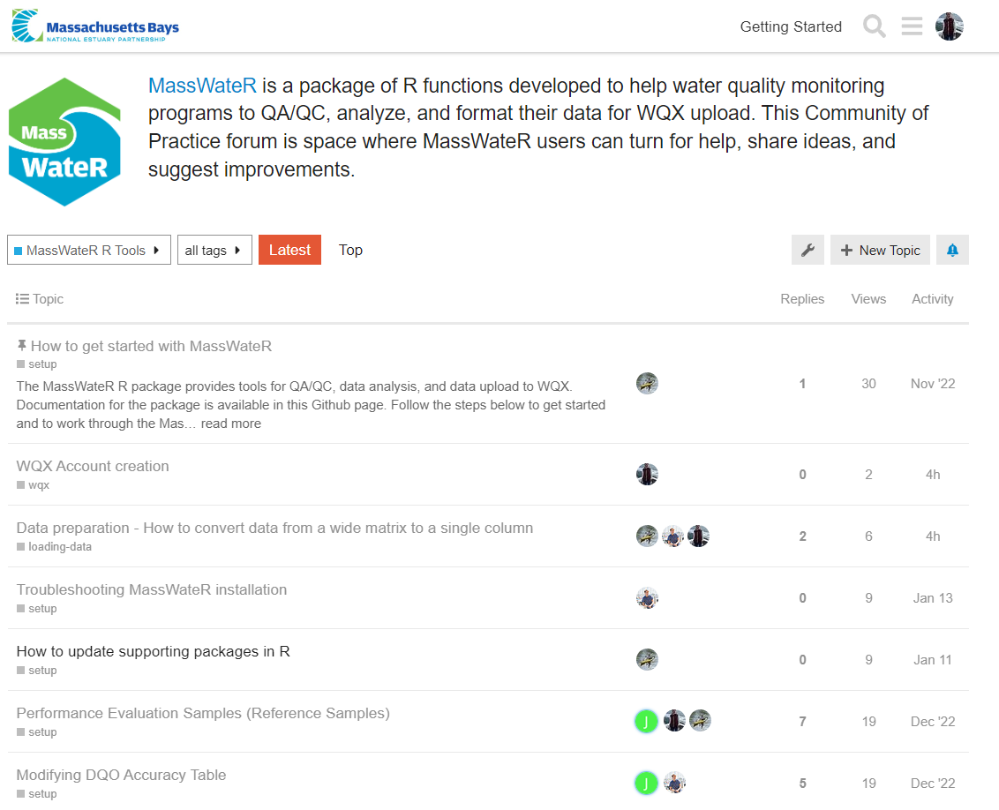 Massachusetts Bays
NATIONAL ESTUARY PARTNERSHIP
Getting Started
Mass
WateR
MassWateR is a package of R functions developed to help water quality monitoring
programs to QA/QC, analyze, and format their data for WQX upload. This Community of
Practice forum is space where MassWateR users can turn for help, share ideas, and
suggest improvements.
MassWateR R Tools all tags Latest Top + New Topic
Topic Replies Views Activity
How to get started with MassWateR
setup
The MassWateR R package provides tools for QA/QC, data analysis, and data upload to WQX.
Documentation for the package is available in this Github page. Follow the steps below to get started
and to work through the Mas… read more
1 30 Nov '22
WQX Account creation
wqx
0 2 4h
Data preparation - How to convert data from a wide matrix to a single column
loading-data
2 6 4h
Troubleshooting MassWateR installation
setup
0 9 Jan 13
How to update supporting packages in R
setup
0 9 Jan 11
Performance Evaluation Samples (Reference Samples)
setup
J
7 19 Dec '22
Modifying DQO Accuracy Table
setup
J
5 19 Dec '22